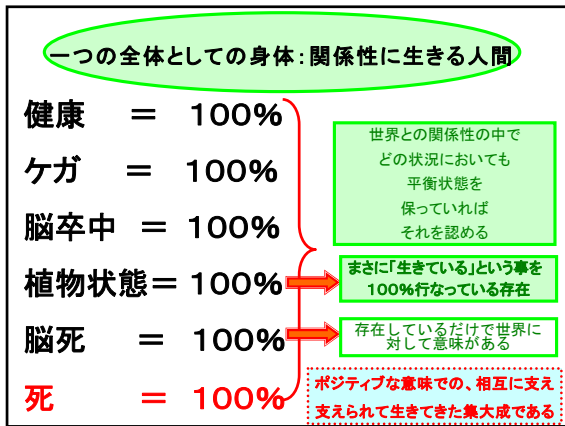 一つの全体としての身体:関係性に生きる人間
健康 = 100%
ケガ = 100%
脳卒中 = 100%
植物状態= 100%
脳死 = 100%
死 = 100%
世界との関係性の中で
どの状況においても
平衡状態を
保っていれば
それを認める
まさに「生きている」という事を
100%行なっている存在
存在しているだけで世界に
対して意味がある
ポジティブな意味での、相互に支え
支えられて生きてきた集大成である